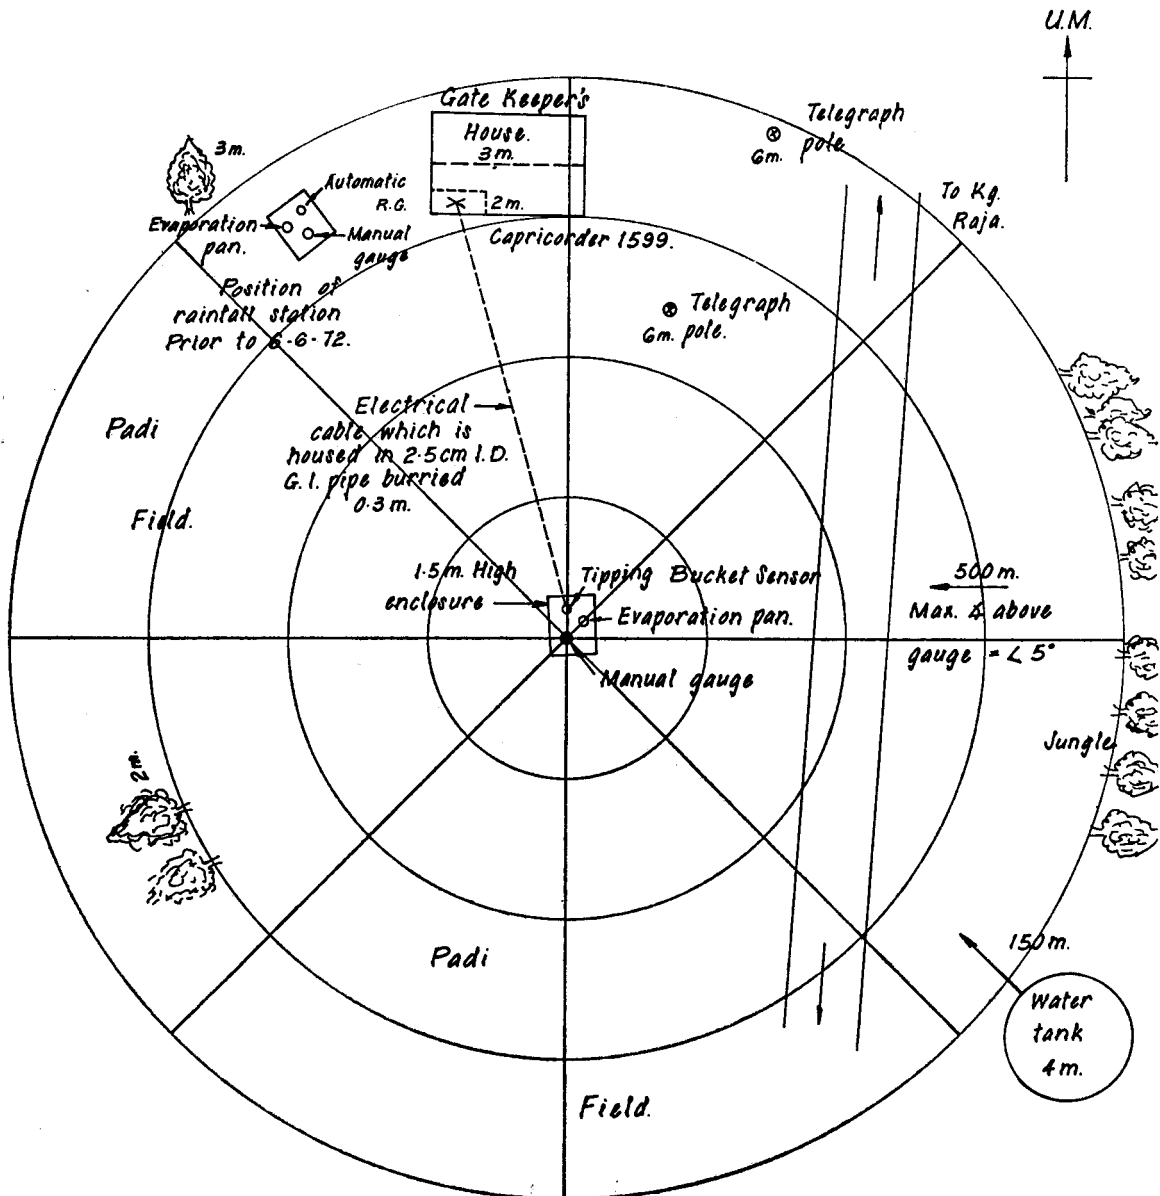 U.M.
Gate Keeper's
House.
3m.
2m.
Capricorder 1599.
Telegraph
pole
6m.
To Kg.
Raja.
3m.
Automatic
R.G.
Evaporation
pan.
Manual
gauge
Position of
rainfall station
Prior to 6-6-72.
Telegraph
pole.
6m.
Padi
Field.
Electrical
cable which is
housed in 2.5cm I.D.
G.I. pipe burried
0.3m.
1.5m. High
enclosure
Tipping Bucket Sensor
Evaporation pan.
Manual gauge
500m.
Max. ∡ above
gauge = < 5°
Jungle
2m.
Padi
Field.
150m.
Water
tank
4m.